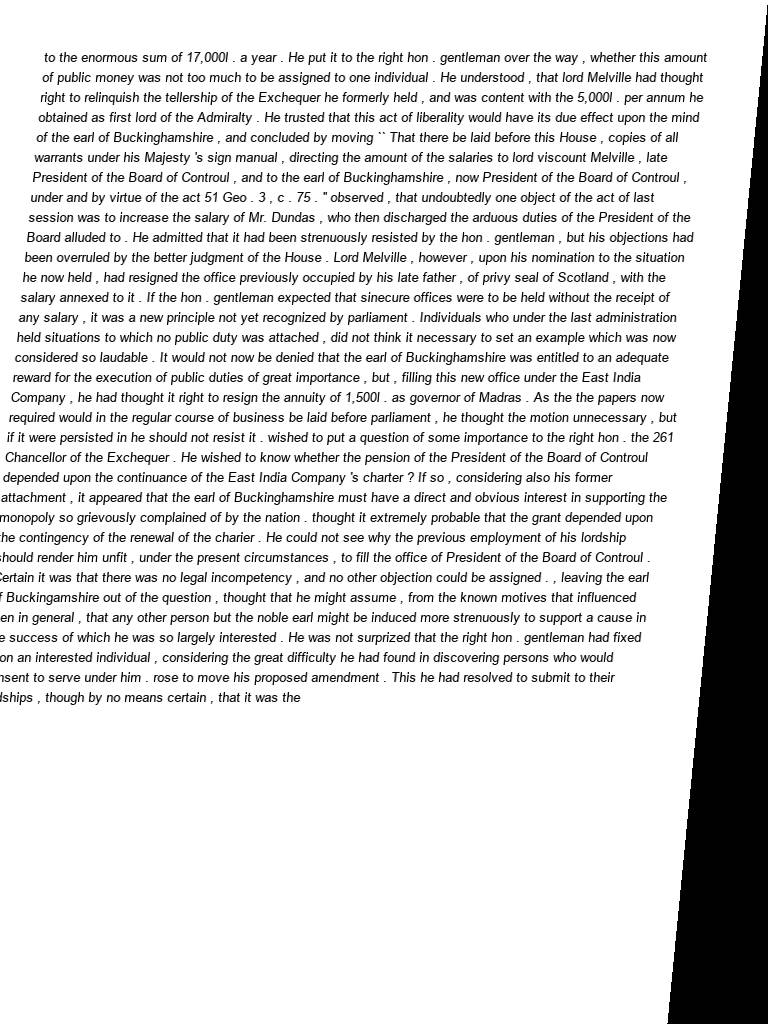 to the enormous sum of 17,000l . a year . He put it to the right hon . gentleman over the way , whether this amount
of public money was not too much to be assigned to one individual . He understood , that lord Melville had thought
right to relinquish the tellership of the Exchequer he formerly held , and was content with the 5,000l . per annum he
obtained as first lord of the Admiralty . He trusted that this act of liberality would have its due effect upon the mind
of the earl of Buckinghamshire , and concluded by moving `` That there be laid before this House , copies of all
warrants under his Majesty 's sign manual , directing the amount of the salaries to lord viscount Melville , late
President of the Board of Controul , and to the earl of Buckinghamshire , now President of the Board of Controul ,
under and by virtue of the act 51 Geo . 3 , c . 75 . " observed , that undoubtedly one object of the act of last
session was to increase the salary of Mr. Dundas , who then discharged the arduous duties of the President of the
Board alluded to . He admitted that it had been strenuously resisted by the hon . gentleman , but his objections had
been overruled by the better judgment of the House . Lord Melville , however , upon his nomination to the situation
he now held , had resigned the office previously occupied by his late father , of privy seal of Scotland , with the
salary annexed to it . If the hon . gentleman expected that sinecure offices were to be held without the receipt of
any salary , it was a new principle not yet recognized by parliament . Individuals who under the last administration
held situations to which no public duty was attached , did not think it necessary to set an example which was now
considered so laudable . It would not now be denied that the earl of Buckinghamshire was entitled to an adequate
reward for the execution of public duties of great importance , but , filling this new office under the East India
Company , he had thought it right to resign the annuity of 1,500l . as governor of Madras . As the the papers now
required would in the regular course of business be laid before parliament , he thought the motion unnecessary , but
if it were persisted in he should not resist it . wished to put a question of some importance to the right hon . the 261
Chancellor of the Exchequer . He wished to know whether the pension of the President of the Board of Controul
depended upon the continuance of the East India Company 's charter ? If so , considering also his former
attachment , it appeared that the earl of Buckinghamshire must have a direct and obvious interest in supporting the
monopoly so grievously complained of by the nation . thought it extremely probable that the grant depended upon
the contingency of the renewal of the charier . He could not see why the previous employment of his lordship
should render him unfit , under the present circumstances , to fill the office of President of the Board of Controul .
Certain it was that there was no legal incompetency , and no other objection could be assigned . , leaving the earl
f Buckingamshire out of the question , thought that he might assume , from the known motives that influenced
en in general , that any other person but the noble earl might be induced more strenuously to support a cause in
e success of which he was so largely interested . He was not surprized that the right hon . gentleman had fixed
on an interested individual , considering the great difficulty he had found in discovering persons who would
nsent to serve under him . rose to move his proposed amendment . This he had resolved to submit to their
dships , though by no means certain , that it was the